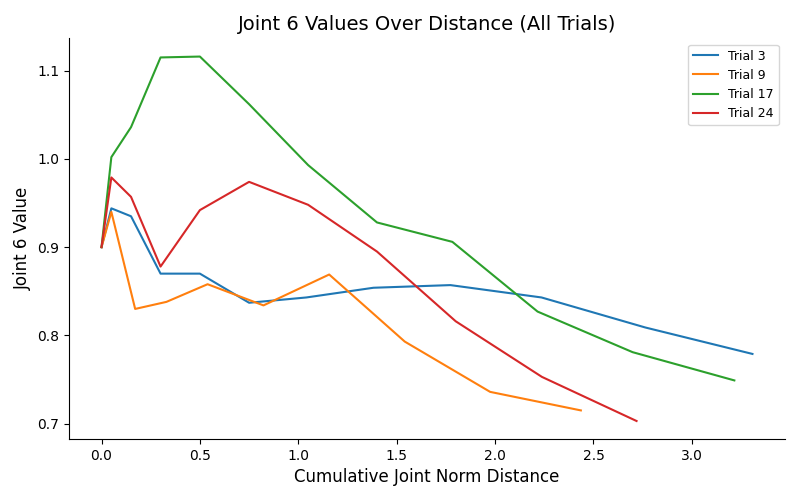 Joint 6 Values Over Distance (All Trials)
Trial 3
Trial 9
Trial 17
Trial 24
Joint 6 Value
1.1
1.0
0.9
0.8
0.7
0.0 0.5 1.0 1.5 2.0 2.5 3.0
Cumulative Joint Norm Distance